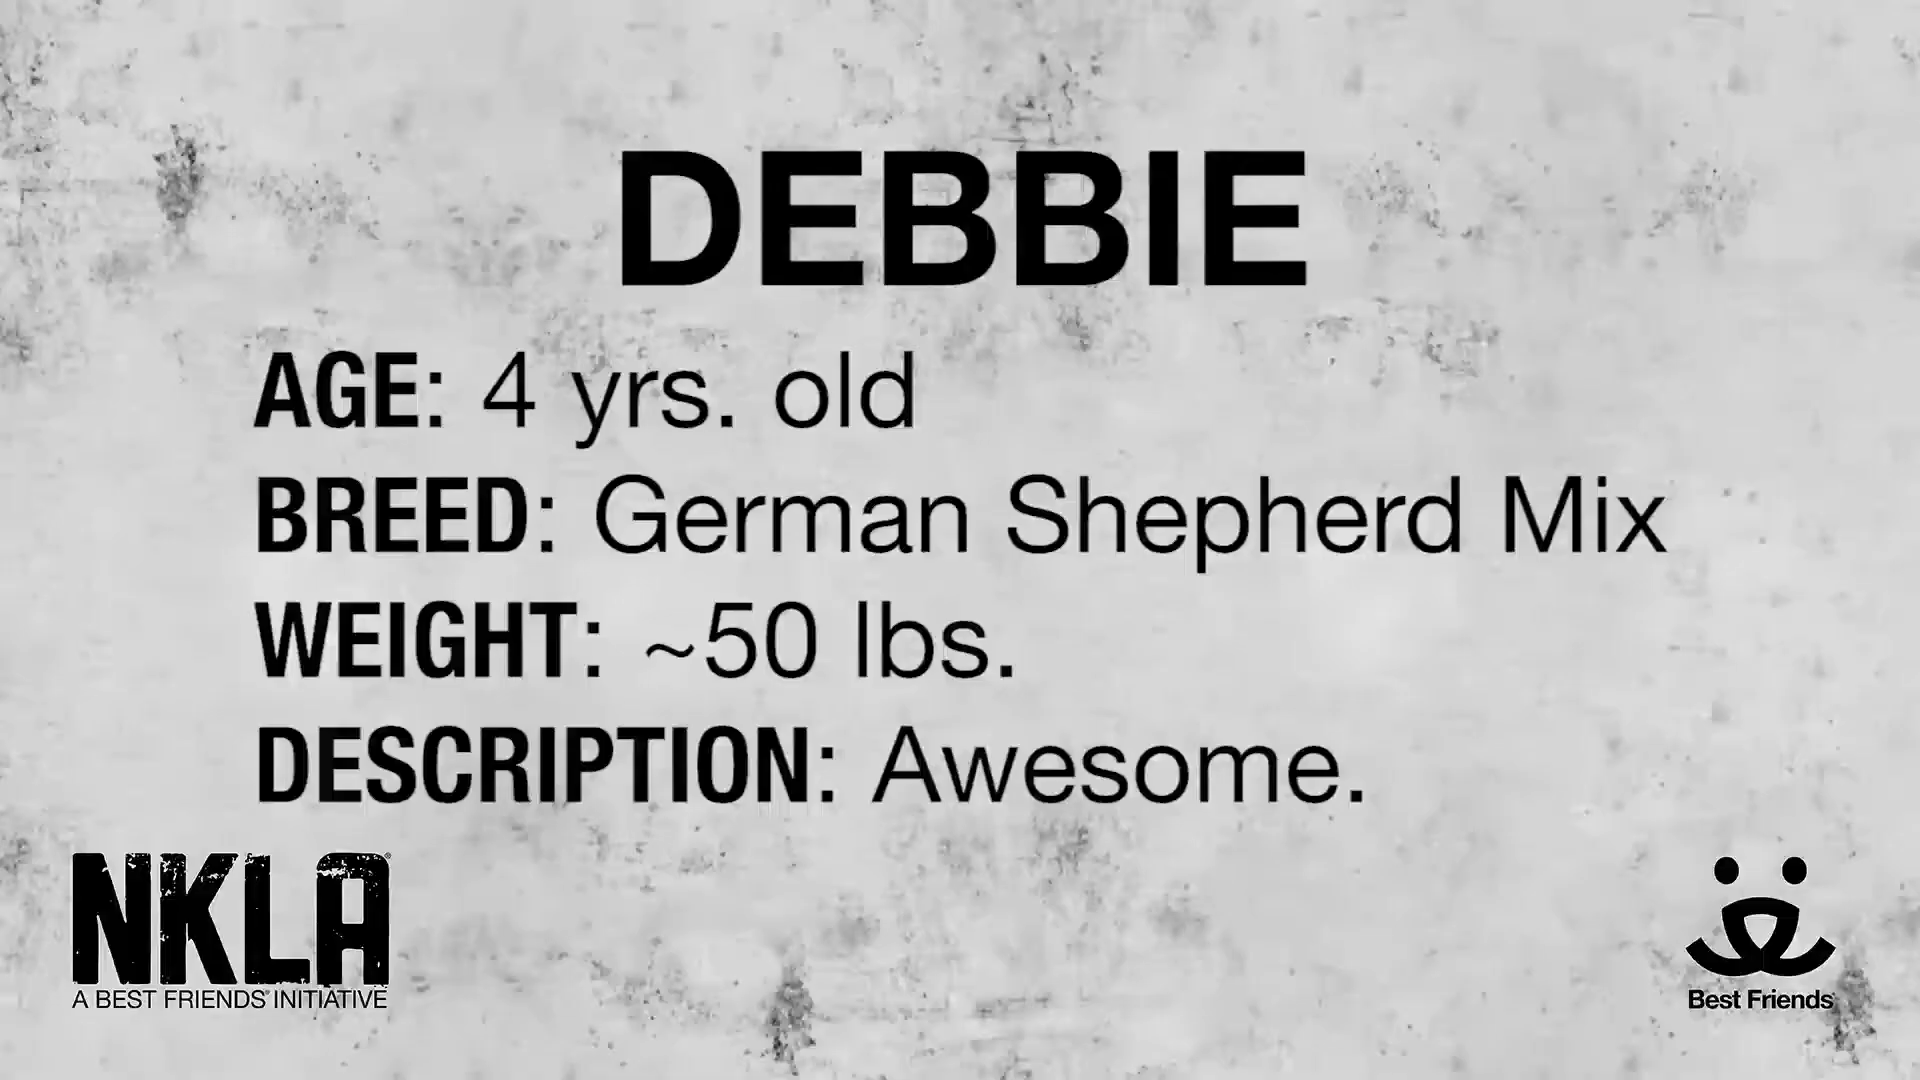 DEBBIE
AGE: 4 yrs. old
BREED: German Shepherd Mix
WEIGHT: ~50 lbs.
DESCRIPTION: Awesome.
NKLA®
A BEST FRIENDS INITIATIVE
Best Friends